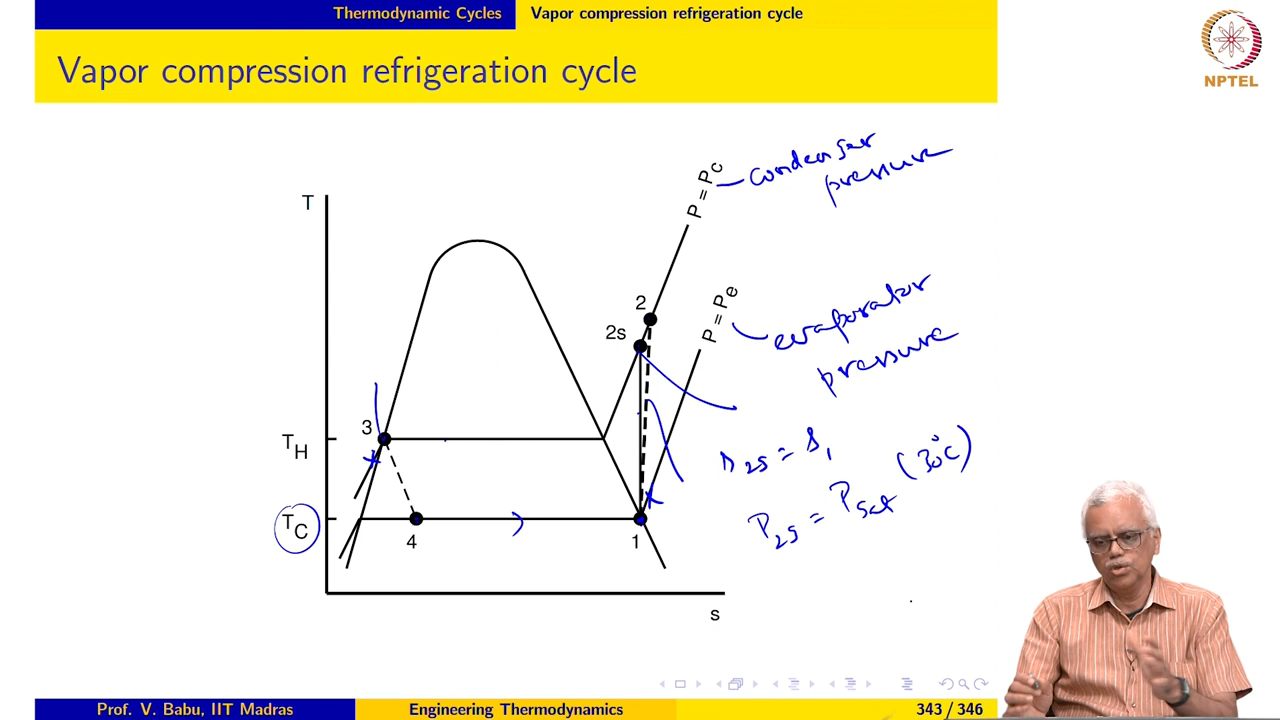 Thermodynamic Cycles Vapor compression refrigeration cycle
Vapor compression refrigeration cycle
NPTEL
condenser
pressure
P = Pc
T
evaporator
pressure
P = Pe
2
2s
3
TH
s2s = s1
P2s = Psat (30°C)
TC
4
1
s
Prof. V. Babu, IIT Madras Engineering Thermodynamics 343 / 346